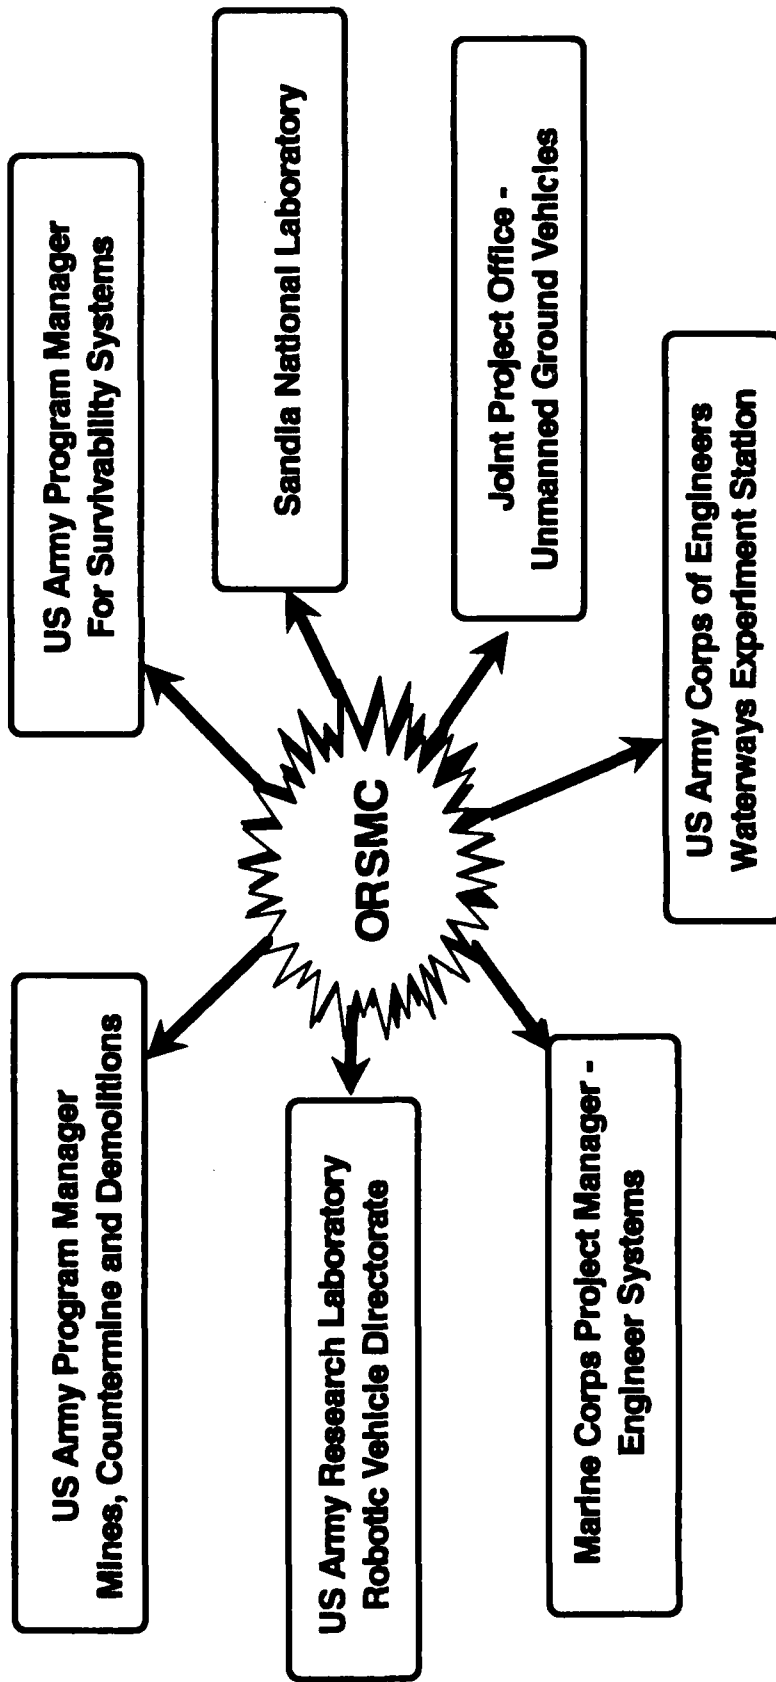 US Army Program Manager
Mines, Countermine and Demolitions
US Army Program Manager
For Survivability Systems
US Army Research Laboratory
Robotic Vehicle Directorate
Sandia National Laboratory
ORSMC
Marine Corps Project Manager -
Engineer Systems
Joint Project Office -
Unmanned Ground Vehicles
US Army Corps of Engineers
Waterways Experiment Station